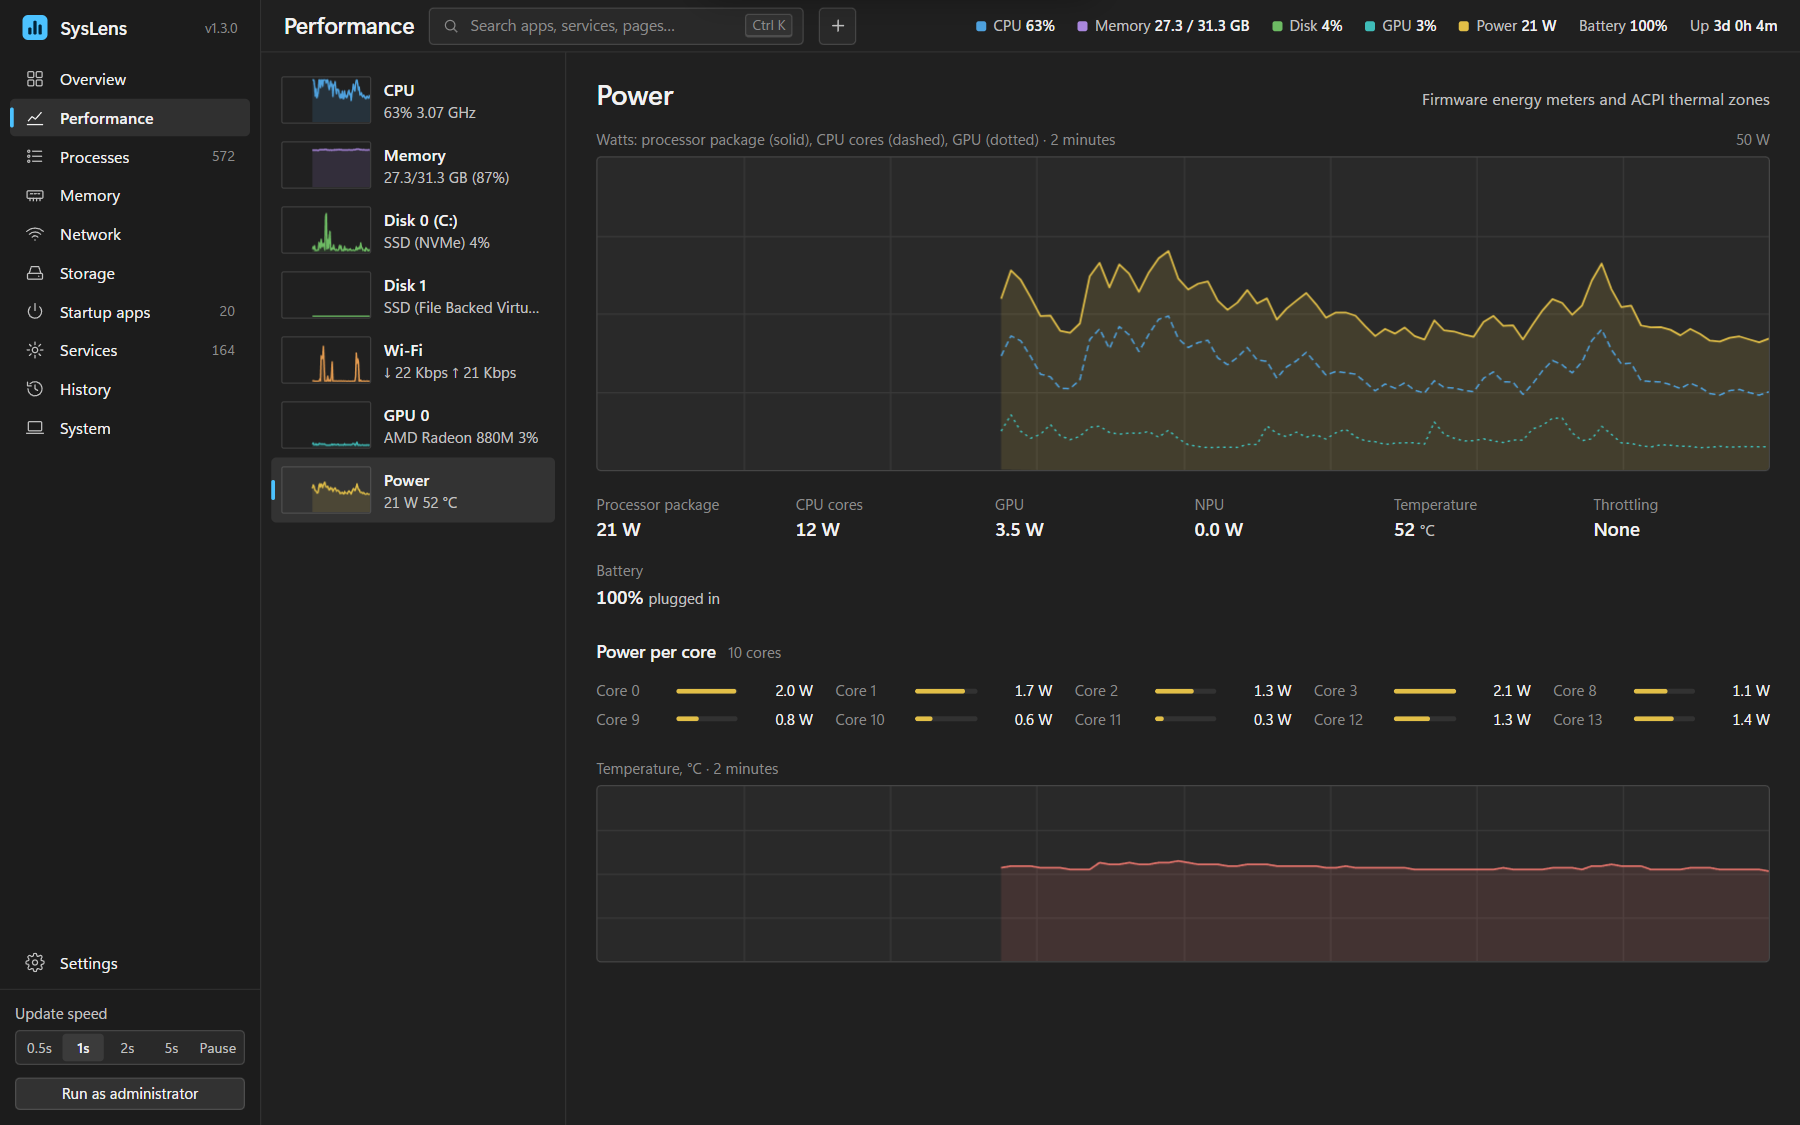 SysLens v1.3.0
Overview
Performance
Processes 572
Memory
Network
Storage
Startup apps 20
Services 164
History
System
Settings
Update speed
0.5s 1s 2s 5s Pause
Run as administrator
Performance
Search apps, services, pages... Ctrl K
+
CPU 63% Memory 27.3 / 31.3 GB Disk 4% GPU 3% Power 21 W Battery 100% Up 3d 0h 4m
CPU
63% 3.07 GHz
Memory
27.3/31.3 GB (87%)
Disk 0 (C:)
SSD (NVMe) 4%
Disk 1
SSD (File Backed Virtu...
Wi-Fi
↓ 22 Kbps ↑ 21 Kbps
GPU 0
AMD Radeon 880M 3%
Power
21 W 52 °C
Power
Firmware energy meters and ACPI thermal zones
Watts: processor package (solid), CPU cores (dashed), GPU (dotted) · 2 minutes 50 W
Processor package CPU cores GPU NPU Temperature Throttling
21 W 12 W 3.5 W 0.0 W 52 °C None
Battery
100% plugged in
Power per core 10 cores
Core 0 2.0 W Core 1 1.7 W Core 2 1.3 W Core 3 2.1 W Core 8 1.1 W
Core 9 0.8 W Core 10 0.6 W Core 11 0.3 W Core 12 1.3 W Core 13 1.4 W
Temperature, °C · 2 minutes